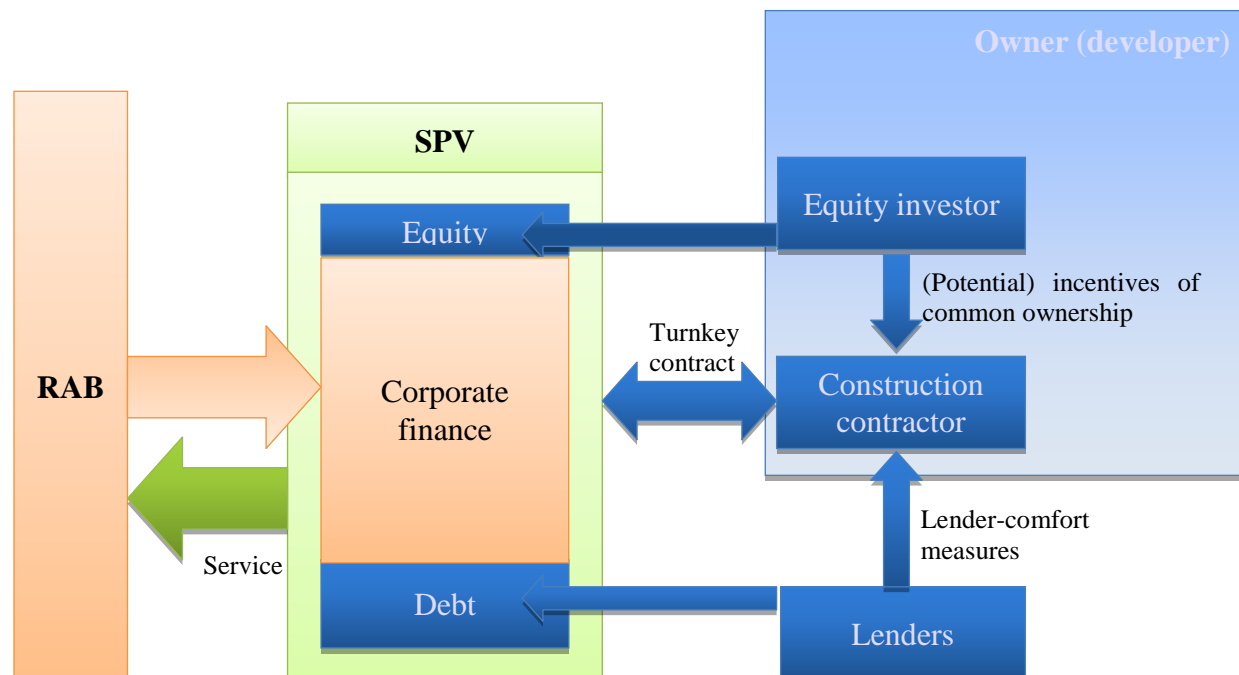 Owner (developer)
SPV
Equity investor
Equity
(Potential) incentives of
common ownership
Turnkey
contract
RAB
Corporate
finance
Construction
contractor
Lender-comfort
measures
Service
Debt
Lenders